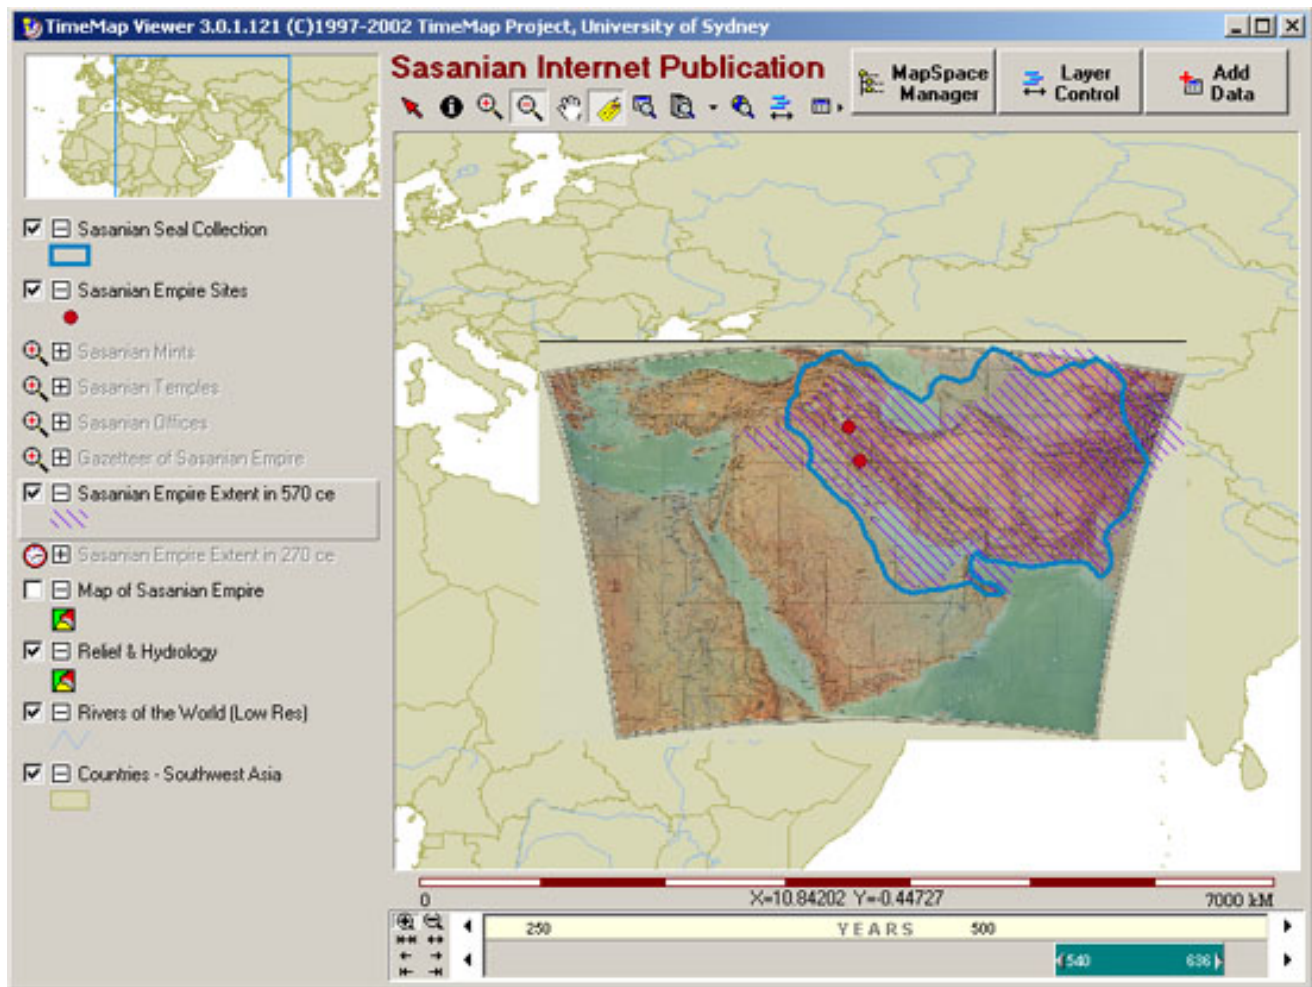 TimeMap Viewer 3.0.1.121 (C)1997-2002 TimeMap Project, University of Sydney
Sasanian Internet Publication
MapSpace Manager
Layer Control
Add Data
Sasanian Seal Collection
Sasanian Empire Sites
Sasanian Mints
Sasanian Temples
Sasanian Offices
Gazetteer of Sasanian Empire
Sasanian Empire Extent in 570 ce
Sasanian Empire Extent in 270 ce
Map of Sasanian Empire
Relief & Hydrology
Rivers of the World (Low Res)
Countries - Southwest Asia
0 X=10.84202 Y=-0.44727 7000 kM
250 YEARS 500
540 636